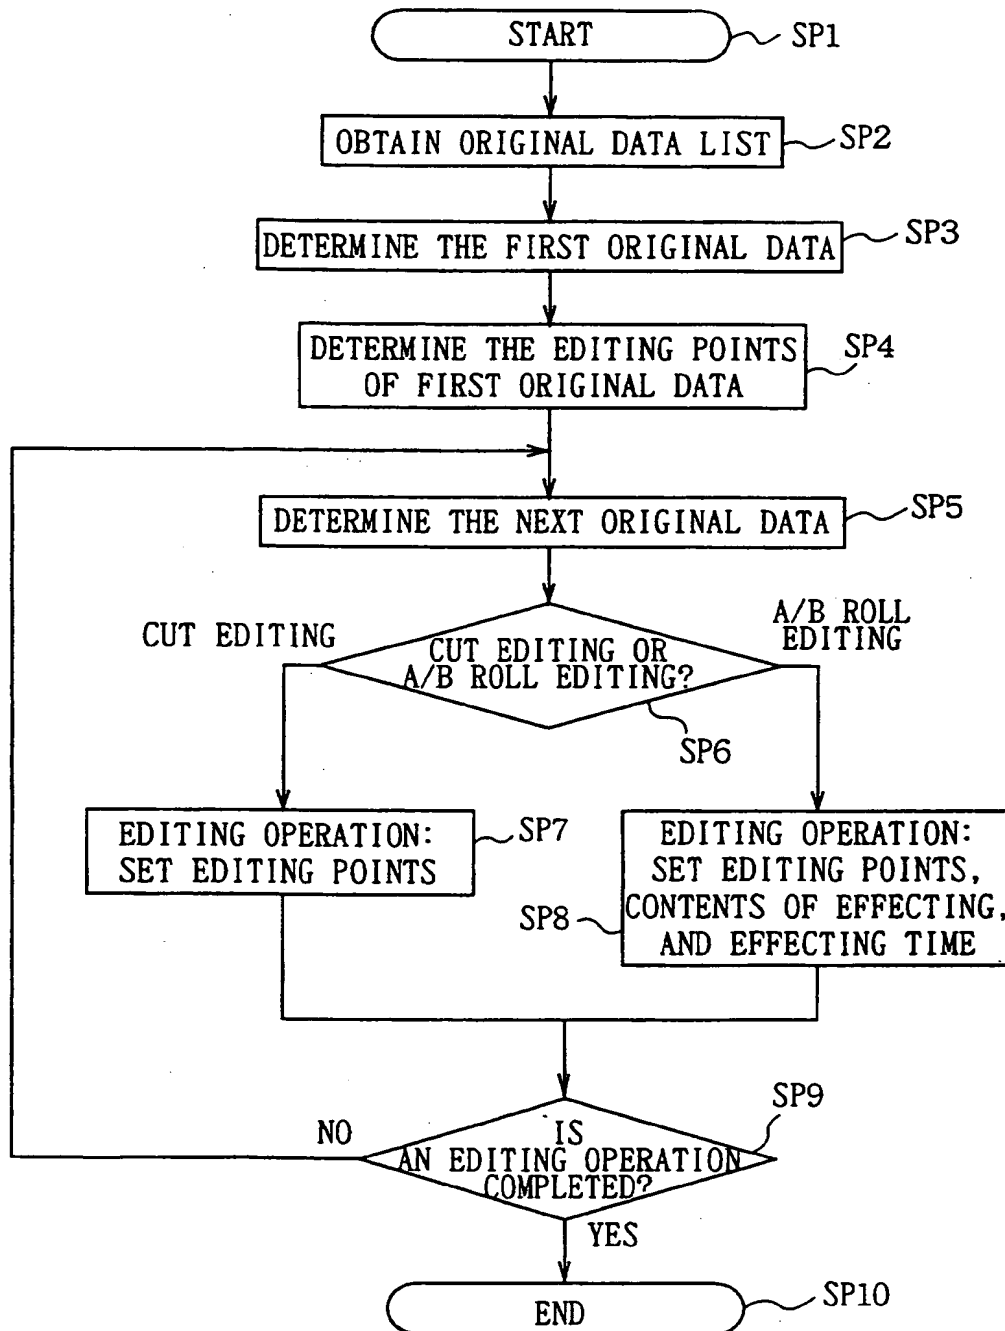 START
SP1
OBTAIN ORIGINAL DATA LIST
SP2
DETERMINE THE FIRST ORIGINAL DATA
SP3
DETERMINE THE EDITING POINTS
OF FIRST ORIGINAL DATA
SP4
DETERMINE THE NEXT ORIGINAL DATA
SP5
CUT EDITING
CUT EDITING OR
A/B ROLL EDITING?
A/B ROLL
EDITING
SP6
EDITING OPERATION:
SET EDITING POINTS
SP7
EDITING OPERATION:
SET EDITING POINTS,
CONTENTS OF EFFECTING,
AND EFFECTING TIME
SP8
NO
IS
AN EDITING OPERATION
COMPLETED?
SP9
YES
END
SP10